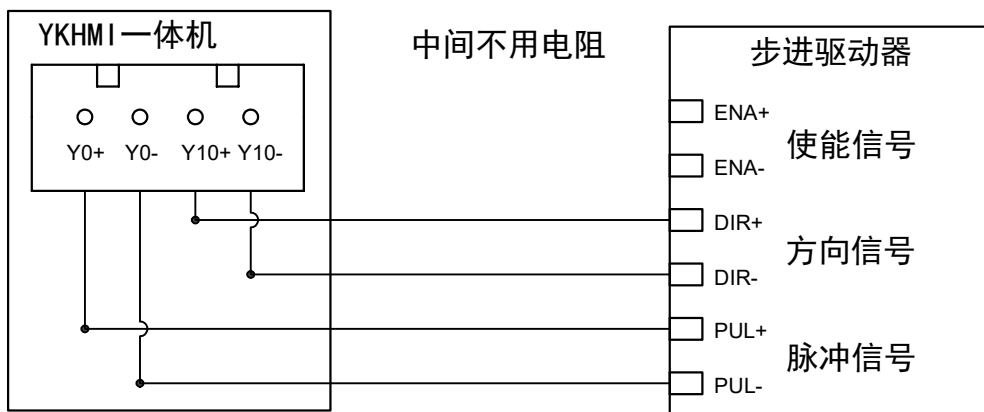 YKHMI一体机
中间不用电阻
步进驱动器
Y0+ Y0- Y10+ Y10-
ENA+
使能信号
ENA-
DIR+
方向信号
DIR-
PUL+
脉冲信号
PUL-